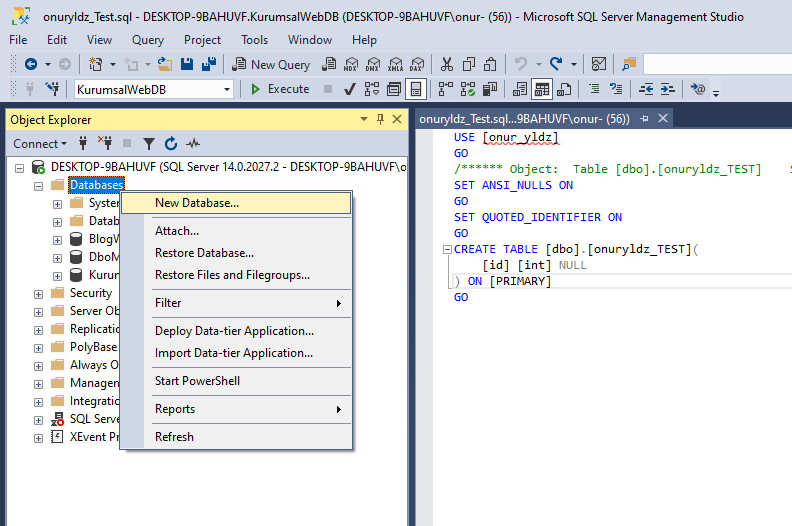 onuryldz_Test.sql - DESKTOP-9BAHUVF.KurumsalWebDB (DESKTOP-9BAHUVF\onur- (56)) - Microsoft SQL Server Management Studio
File Edit View Query Project Tools Window Help
New Query MDX DMX XMLA DAX
KurumsalWebDB Execute
Object Explorer
onuryldz_Test.sql...9BAHUVF\onur- (56))
Connect
DESKTOP-9BAHUVF (SQL Server 14.0.2027.2 - DESKTOP-9BAHUVF\o
Databases
System
Datab
BlogW
DboM
Kurum
Security
Server Ob
Replicatio
PolyBase
Always O
Managem
Integratio
SQL Serve
XEvent Pr
New Database...
Attach...
Restore Database...
Restore Files and Filegroups...
Filter
Deploy Data-tier Application...
Import Data-tier Application...
Start PowerShell
Reports
Refresh
USE [onur_yldz]
GO
/****** Object:  Table [dbo].[onuryldz_TEST]    S
SET ANSI_NULLS ON
GO
SET QUOTED_IDENTIFIER ON
GO
CREATE TABLE [dbo].[onuryldz_TEST](
[id] [int] NULL
) ON [PRIMARY]
GO